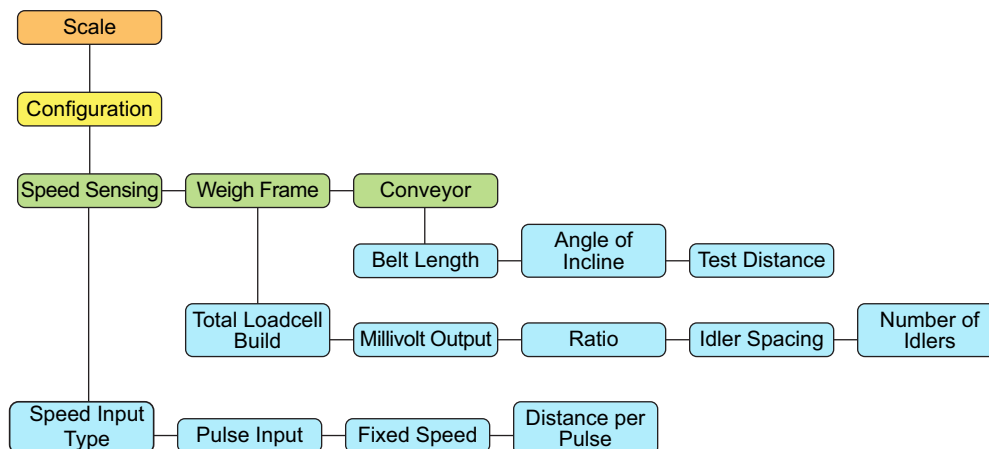 Scale
Configuration
Speed Sensing
Weigh Frame
Conveyor
Belt Length
Angle of
Incline
Test Distance
Total Loadcell
Build
Millivolt Output
Ratio
Idler Spacing
Number of
Idlers
Speed Input
Type
Pulse Input
Fixed Speed
Distance per
Pulse